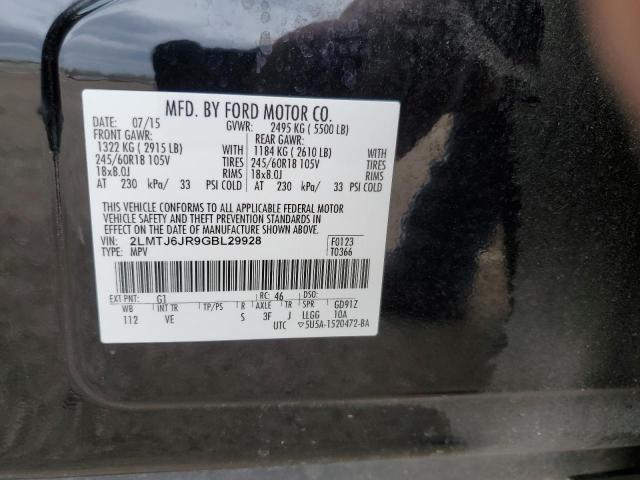 MFD. BY FORD MOTOR CO.
DATE: 07/15 GVWR: 2495 KG ( 5500 LB)
FRONT GAWR: REAR GAWR:
1322 KG ( 2915 LB) 1184 KG ( 2610 LB)
245/60R18 105V TIRES 245/60R18 105V TIRES
18x8.0J RIMS 18x8.0J RIMS
AT 230 kPa/ 33 PSI COLD AT 230 kPa/ 33 PSI COLD
THIS VEHICLE CONFORMS TO ALL APPLICABLE FEDERAL MOTOR
VEHICLE SAFETY AND THEFT PREVENTION STANDARDS IN
EFFECT ON THE DATE OF MANUFACTURE SHOWN ABOVE.
VIN: 2LMTJ6JR9GBL29928 F0123
TYPE: MPV T0366
EXT PNT: G1 RC: 46 DSO:
WB INT TR TP/PS R AXLE TR SPR GD91Z
112 VE S 3F J LLGG 10A
UTC ▽5U5A-1520472-BA